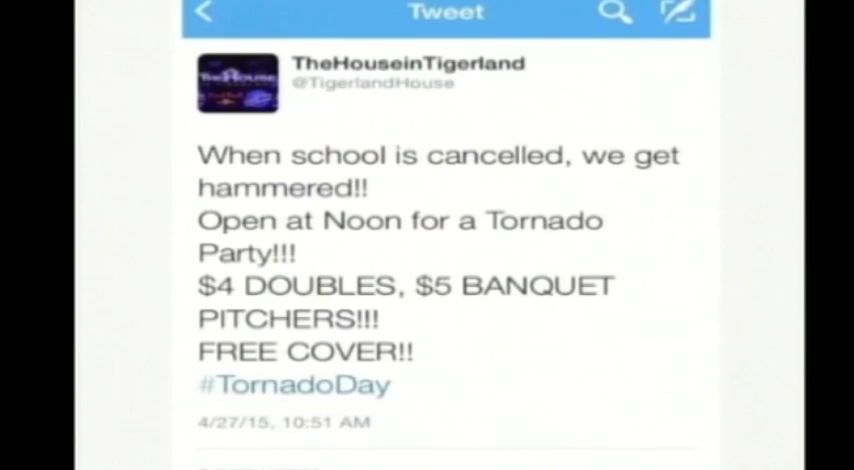 Tweet
TheHouseinTigerland
@TigerlandHouse
When school is cancelled, we get
hammered!!
Open at Noon for a Tornado
Party!!!
$4 DOUBLES, $5 BANQUET
PITCHERS!!!
FREE COVER!!
#TornadoDay
4/27/15, 10:51 AM